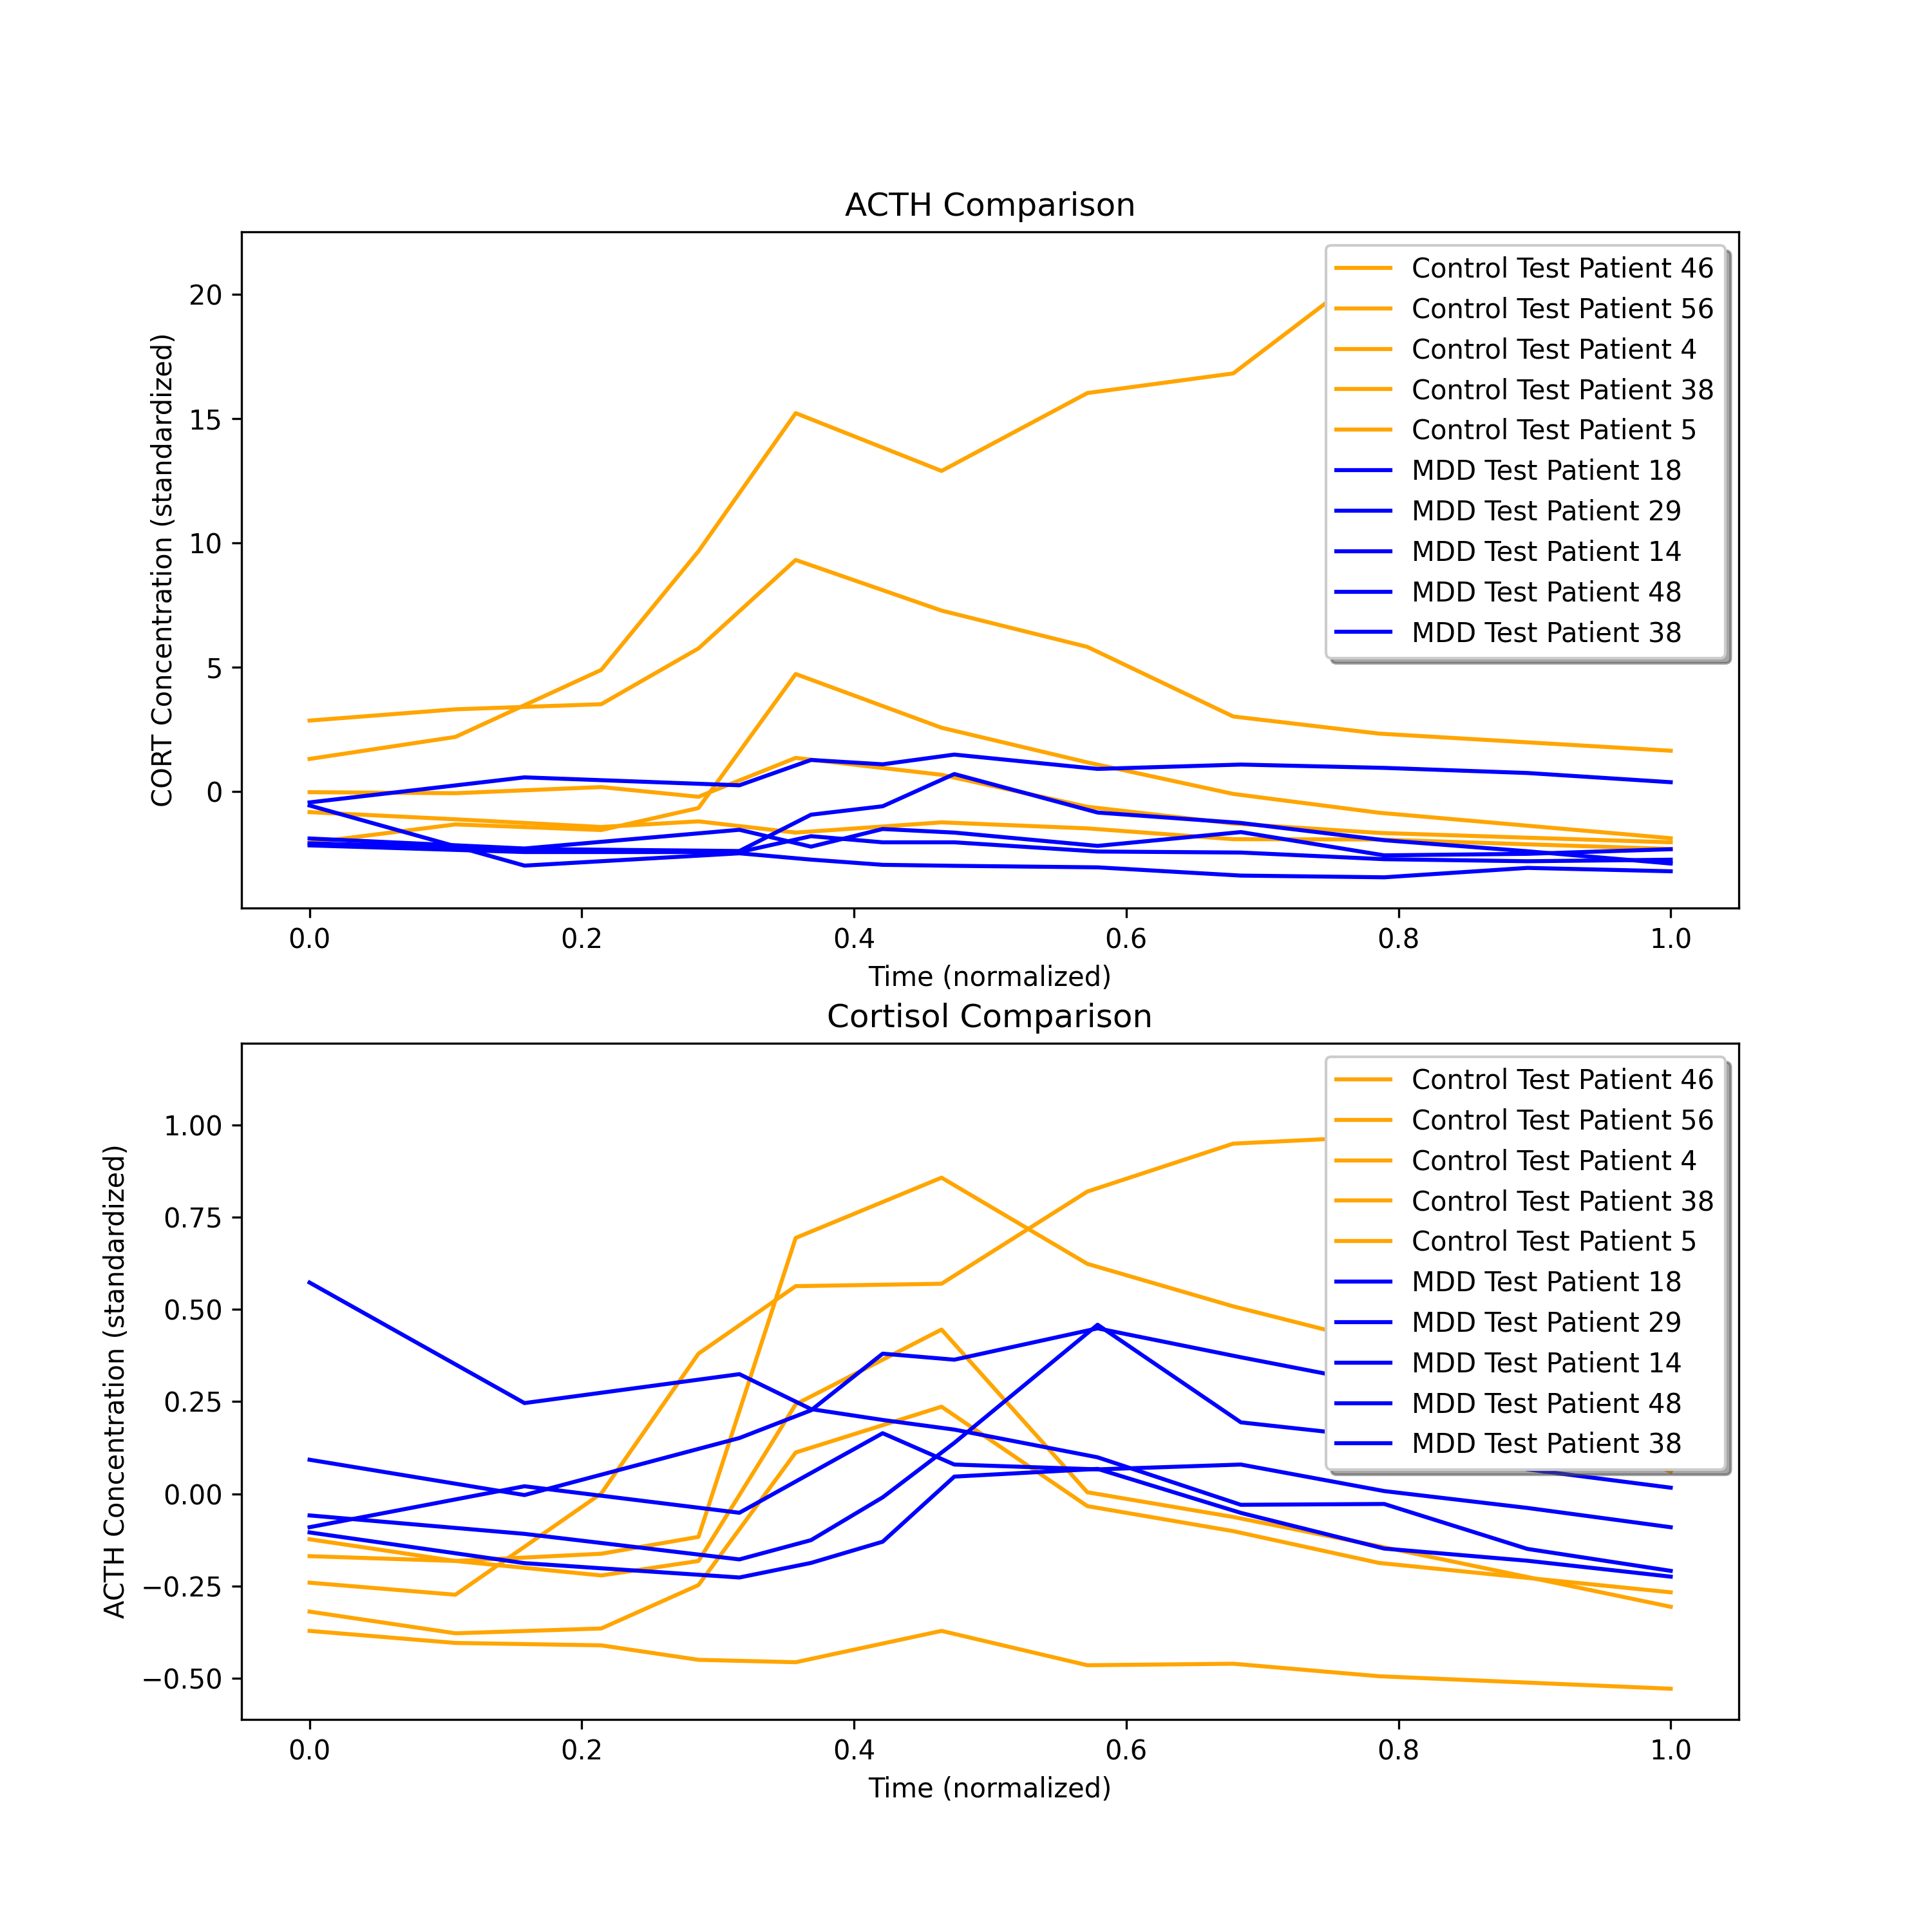 ACTH Comparison
CORT Concentration (standardized)
20
15
10
5
0
Control Test Patient 46
Control Test Patient 56
Control Test Patient 4
Control Test Patient 38
Control Test Patient 5
MDD Test Patient 18
MDD Test Patient 29
MDD Test Patient 14
MDD Test Patient 48
MDD Test Patient 38
0.0 0.2 0.4 0.6 0.8 1.0
Time (normalized)
Cortisol Comparison
ACTH Concentration (standardized)
1.00
0.75
0.50
0.25
0.00
−0.25
−0.50
Control Test Patient 46
Control Test Patient 56
Control Test Patient 4
Control Test Patient 38
Control Test Patient 5
MDD Test Patient 18
MDD Test Patient 29
MDD Test Patient 14
MDD Test Patient 48
MDD Test Patient 38
0.0 0.2 0.4 0.6 0.8 1.0
Time (normalized)